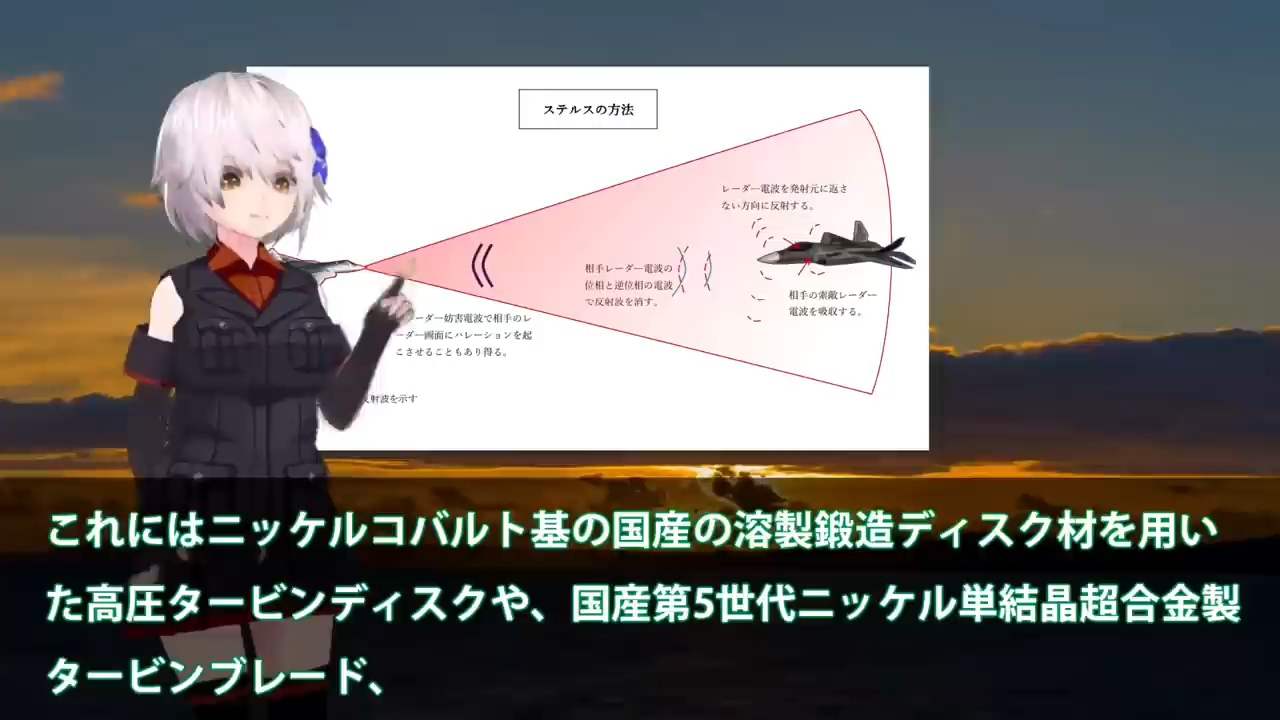 ステルスの方法
レーダー電波を発射元に返さ
ない方向に反射する。
相手レーダー電波の
位相と逆位相の電波
で反射波を消す。
相手の索敵レーダー
電波を吸収する。
ーダー妨害電波で相手のレ
ーダー画面にハレーションを起
こさせることもあり得る。
反射波を示す
これにはニッケルコバルト基の国産の溶製鍛造ディスク材を用い
た高圧タービンディスクや、国産第5世代ニッケル単結晶超合金製
タービンブレード、